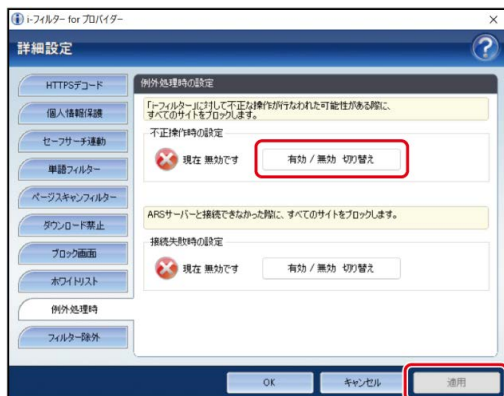 i-フィルター for プロバイダー
詳細設定
?
HTTPSデコード
個人情報保護
セーフサーチ連動
単語フィルター
ページスキャンフィルター
ダウンロード禁止
ブロック画面
ホワイトリスト
例外処理時
フィルター除外
例外処理時の設定
「i-フィルター」に対して不正な操作が行なわれた可能性がある際に、
すべてのサイトをブロックします。
不正操作時の設定
現在 無効です
有効 / 無効 切り替え
ARSサーバーと接続できなかった際に、すべてのサイトをブロックします。
接続失敗時の設定
現在 無効です
有効 / 無効 切り替え
OK
キャンセル
適用